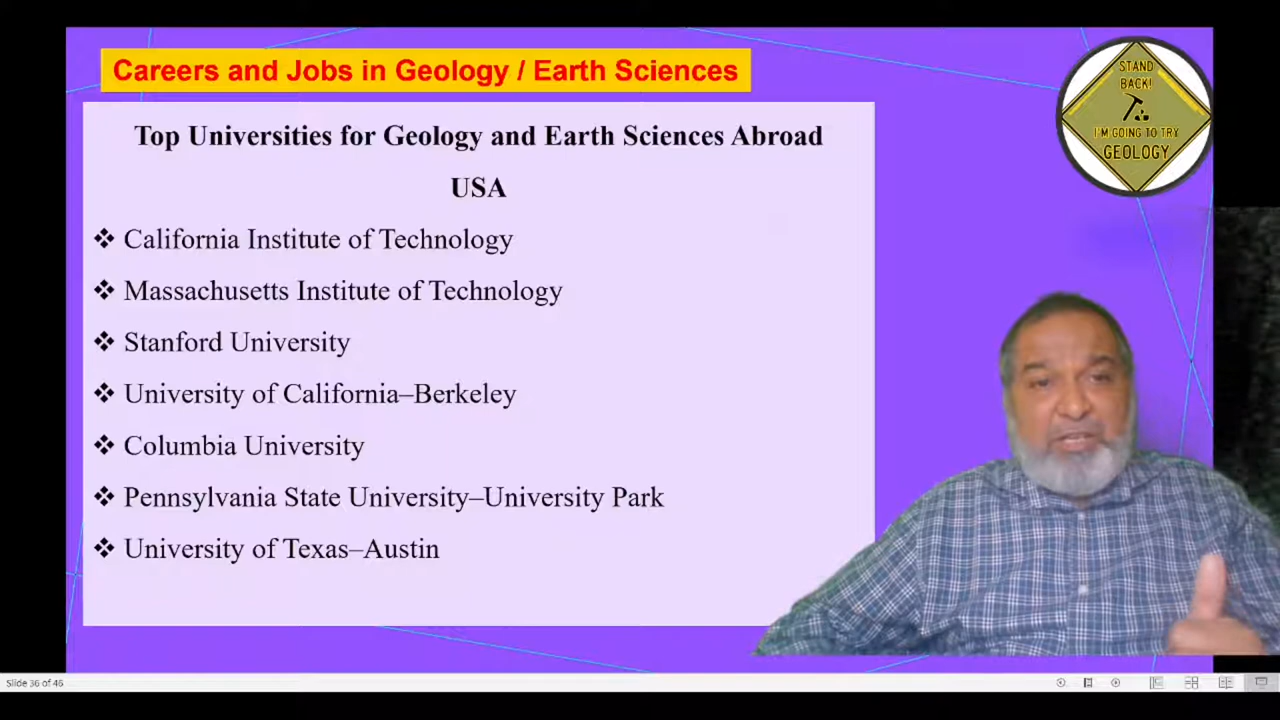 Careers and Jobs in Geology / Earth Sciences
STAND
BACK!
I'M GOING TO TRY
GEOLOGY
Top Universities for Geology and Earth Sciences Abroad
USA
❖ California Institute of Technology
❖ Massachusetts Institute of Technology
❖ Stanford University
❖ University of California–Berkeley
❖ Columbia University
❖ Pennsylvania State University–University Park
❖ University of Texas–Austin
Slide 36 of 46